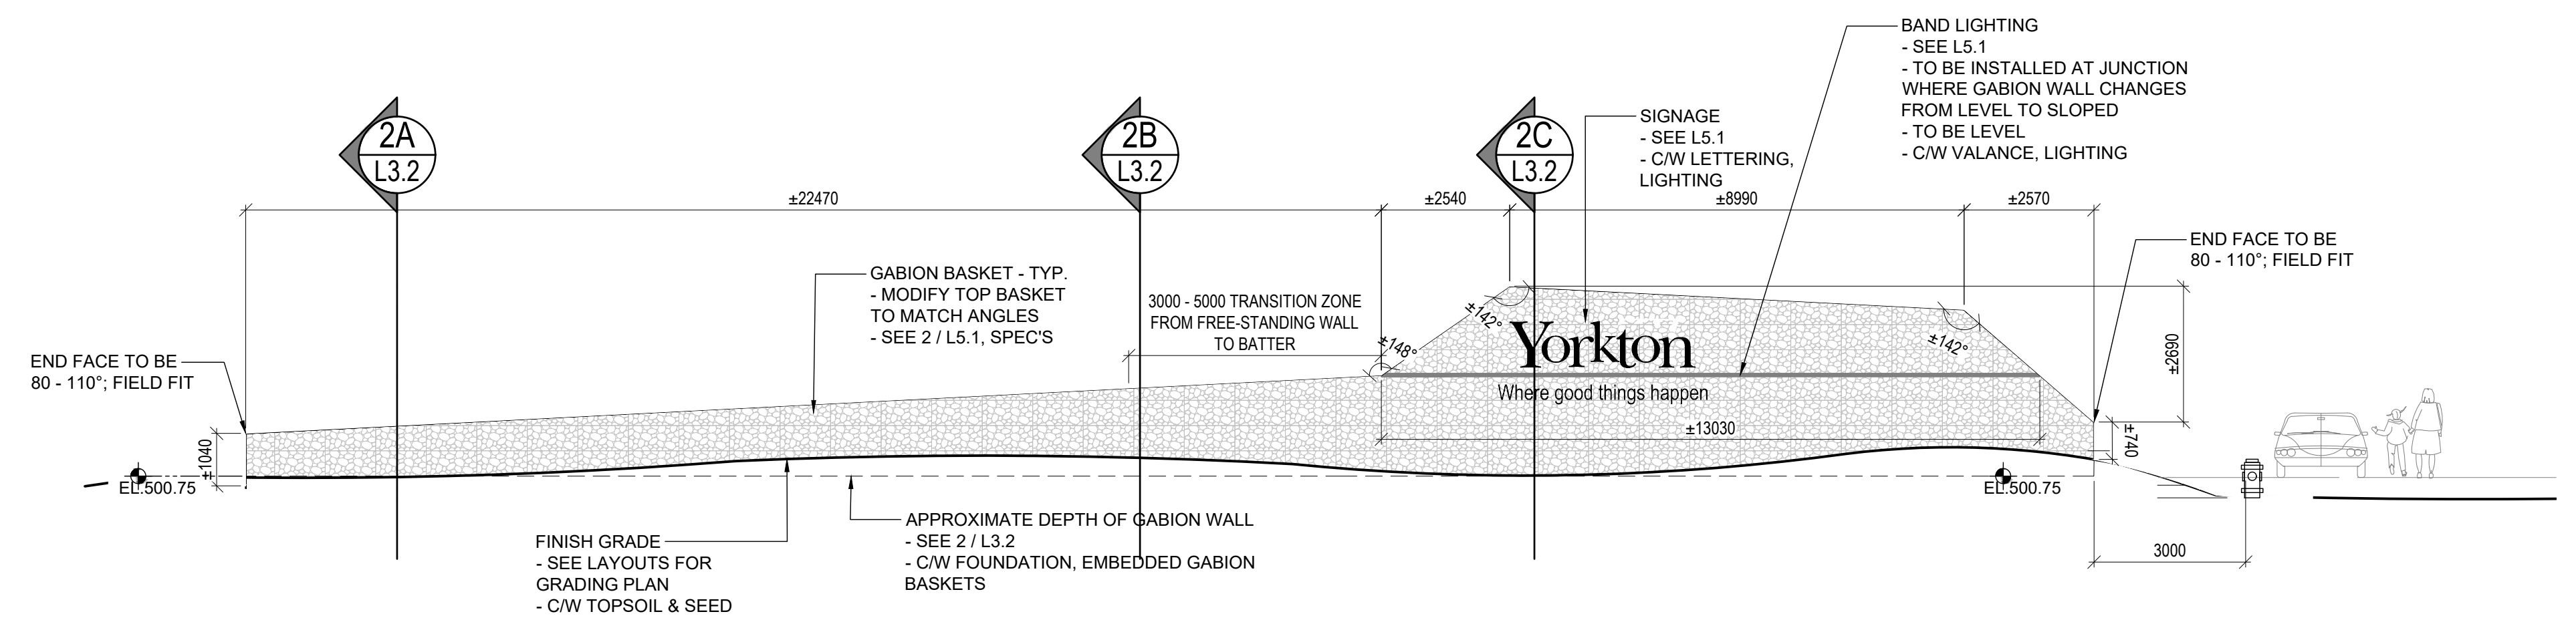 BAND LIGHTING
- SEE L5.1
- TO BE INSTALLED AT JUNCTION
WHERE GABION WALL CHANGES
FROM LEVEL TO SLOPED
- TO BE LEVEL
- C/W VALANCE, LIGHTING
SIGNAGE
- SEE L5.1
- C/W LETTERING,
LIGHTING
2A
L3.2
2B
L3.2
2C
L3.2
±22470
±2540
±8990
±2570
END FACE TO BE
80 - 110°; FIELD FIT
GABION BASKET - TYP.
- MODIFY TOP BASKET
TO MATCH ANGLES
- SEE 2 / L5.1, SPEC'S
3000 - 5000 TRANSITION ZONE
FROM FREE-STANDING WALL
TO BATTER
±148°
±142°
±142°
Yorkton
Where good things happen
±13030
±2690
±740
END FACE TO BE
80 - 110°; FIELD FIT
±1040
EL.500.75
EL.500.75
FINISH GRADE
- SEE LAYOUTS FOR
GRADING PLAN
- C/W TOPSOIL & SEED
APPROXIMATE DEPTH OF GABION WALL
- SEE 2 / L3.2
- C/W FOUNDATION, EMBEDDED GABION
BASKETS
3000